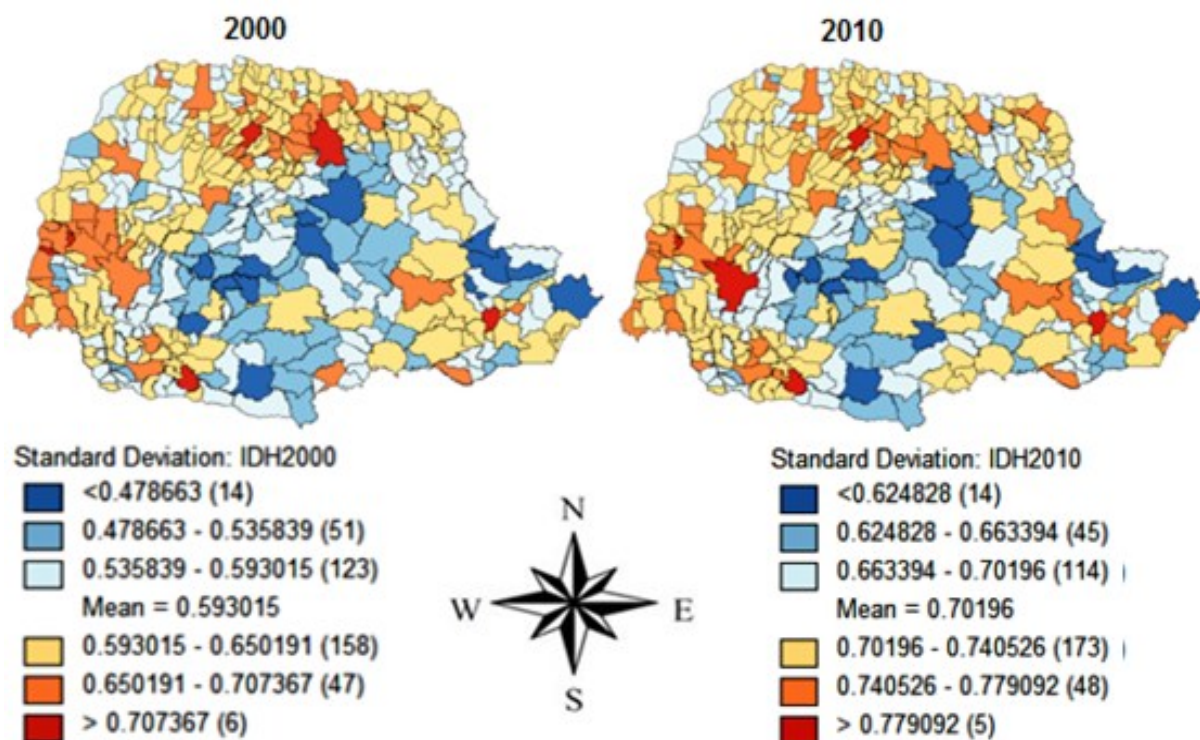 2000
2010
Standard Deviation: IDH2000
<0.478663 (14)
0.478663 - 0.535839 (51)
0.535839 - 0.593015 (123)
Mean = 0.593015
0.593015 - 0.650191 (158)
0.650191 - 0.707367 (47)
> 0.707367 (6)
N
W
E
S
Standard Deviation: IDH2010
<0.624828 (14)
0.624828 - 0.663394 (45)
0.663394 - 0.70196 (114)
Mean = 0.70196
0.70196 - 0.740526 (173)
0.740526 - 0.779092 (48)
> 0.779092 (5)